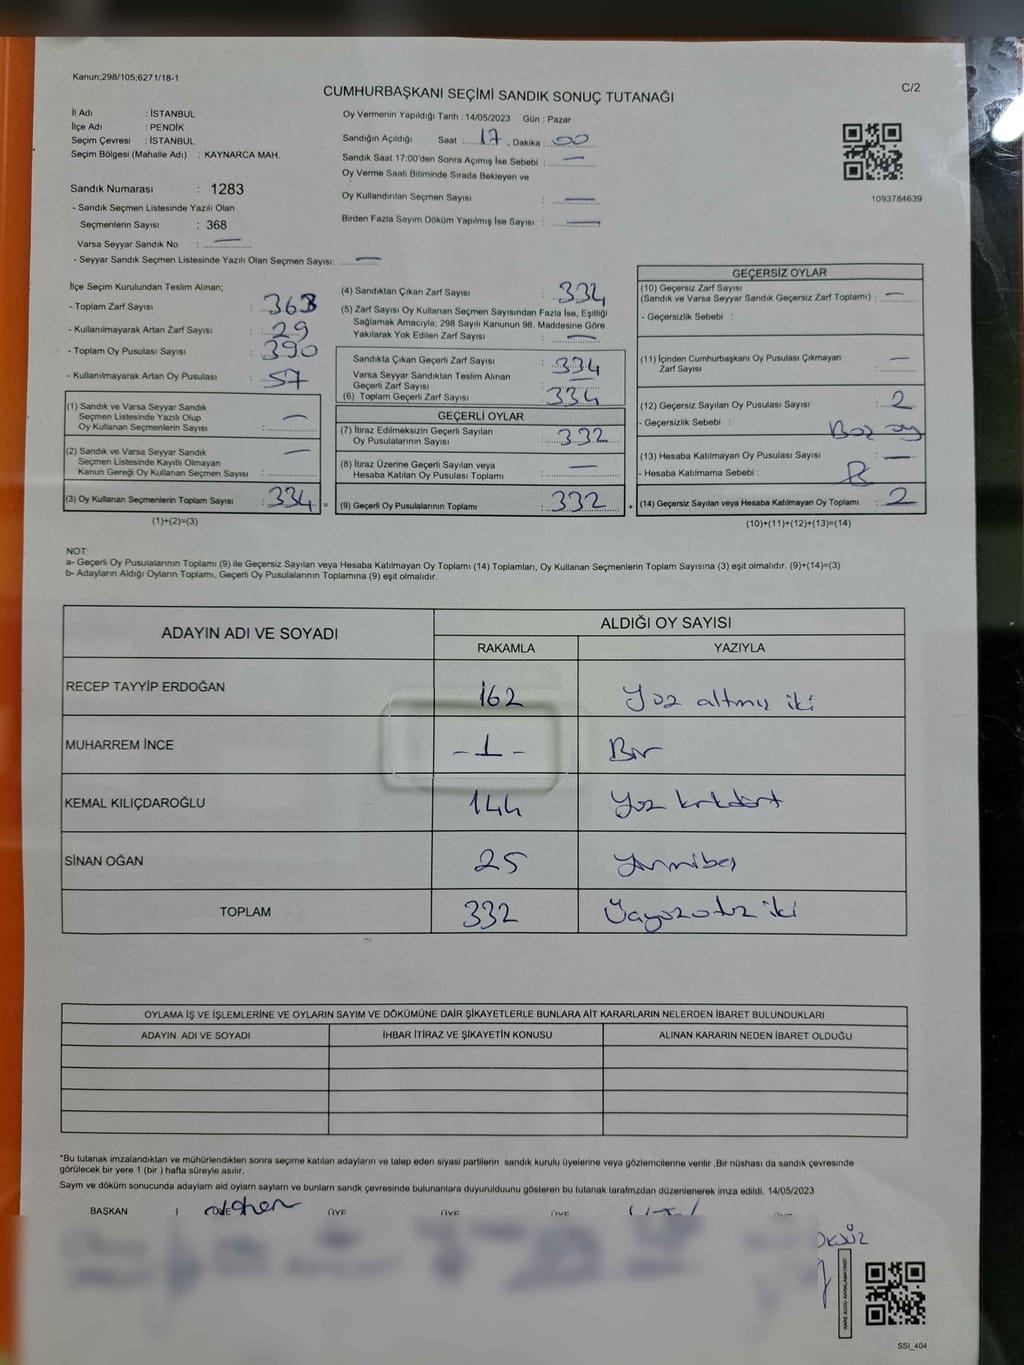 Kanun;298/105;6271/18-1
CUMHURBAŞKANI SEÇİMİ SANDIK SONUÇ TUTANAĞI
C/2
İl Adı : İSTANBUL
İlçe Adı : PENDİK
Seçim Çevresi : İSTANBUL
Seçim Bölgesi (Mahalle Adı) : KAYNARCA MAH.
Sandık Numarası : 1283
- Sandık Seçmen Listesinde Yazılı Olan
Seçmenlerin Sayısı : 368
Varsa Seyyar Sandık No : —
- Seyyar Sandık Seçmen Listesinde Yazılı Olan Seçmen Sayısı: —
Oy Vermenin Yapıldığı Tarih : 14/05/2023 Gün : Pazar
Sandığın Açıldığı Saat : 17 , Dakika : 00
Sandık Saat 17:00'den Sonra Açımış İse Sebebi : —
Oy Verme Saati Bitiminde Sırada Bekleyen ve
Oy Kullandırılan Seçmen Sayısı : —
Birden Fazla Sayım Döküm Yapılmış İse Sayısı : —
1093784639
İlçe Seçim Kurulundan Teslim Alınan;
- Toplam Zarf Sayısı : 368
- Kullanılmayarak Artan Zarf Sayısı : 29
- Toplam Oy Pusulası Sayısı : 390
- Kullanılmayarak Artan Oy Pusulası : 57
(1) Sandık ve Varsa Seyyar Sandık
Seçmen Listesinde Yazılı Olup
Oy Kullanan Seçmenlerin Sayısı : —
(2) Sandık ve Varsa Seyyar Sandık
Seçmen Listesinde Kayıtlı Olmayan
Kanun Gereği Oy Kullanan Seçmen Sayısı : —
(3) Oy Kullanan Seçmenlerin Toplam Sayısı : 334 =
(1)+(2)=(3)
(4) Sandıktan Çıkan Zarf Sayısı : 334
(5) Zarf Sayısı Oy Kullanan Seçmen Sayısından Fazla İse, Eşitliği
Sağlamak Amacıyla; 298 Sayılı Kanunun 98. Maddesine Göre
Yakılarak Yok Edilen Zarf Sayısı : —
Sandıkta Çıkan Geçerli Zarf Sayısı : 334
Varsa Seyyar Sandıktan Teslim Alınan
Geçerli Zarf Sayısı : —
(6) Toplam Geçerli Zarf Sayısı : 334
GEÇERLİ OYLAR
(7) İtiraz Edilmeksizin Geçerli Sayılan
Oy Pusulalarının Sayısı : 332
(8) İtiraz Üzerine Geçerli Sayılan veya
Hesaba Katılan Oy Pusulası Toplamı : —
(9) Geçerli Oy Pusulalarının Toplamı : 332 +
GEÇERSİZ OYLAR
(10) Geçersiz Zarf Sayısı
(Sandık ve Varsa Seyyar Sandık Geçersiz Zarf Toplamı) : —
- Geçersizlik Sebebi :
(11) İçinden Cumhurbaşkanı Oy Pusulası Çıkmayan
Zarf Sayısı : —
(12) Geçersiz Sayılan Oy Pusulası Sayısı : 2
- Geçersizlik Sebebi : Boz oy
(13) Hesaba Katılmayan Oy Pusulası Sayısı : —
- Hesaba Katılmama Sebebi :
(14) Geçersiz Sayılan veya Hesaba Katılmayan Oy Toplamı : 2
(10)+(11)+(12)+(13)=(14)
NOT:
a- Geçerli Oy Pusulalarının Toplamı (9) ile Geçersiz Sayılan veya Hesaba Katılmayan Oy Toplamı (14) Toplamları, Oy Kullanan Seçmenlerin Toplam Sayısına (3) eşit olmalıdır. (9)+(14)=(3)
b- Adayların Aldığı Oyların Toplamı, Geçerli Oy Pusulalarının Toplamına (9) eşit olmalıdır.
ADAYIN ADI VE SOYADI
ALDIĞI OY SAYISI
RAKAMLA YAZIYLA
RECEP TAYYİP ERDOĞAN 162 Yüz altmış iki
MUHARREM İNCE -1- Bir
KEMAL KILIÇDAROĞLU 144 Yüz kırkdört
SİNAN OĞAN 25 Yirmibeş
TOPLAM 332 Üçyüzotuz iki
OYLAMA İŞ VE İŞLEMLERİNE VE OYLARIN SAYIM VE DÖKÜMÜNE DAİR ŞİKAYETLERLE BUNLARA AİT KARARLARIN NELERDEN İBARET BULUNDUKLARI
ADAYIN ADI VE SOYADI İHBAR İTİRAZ VE ŞİKAYETİN KONUSU ALINAN KARARIN NEDEN İBARET OLDUĞU
*Bu tutanak imzalandıktan ve mühürlendikten sonra seçime katılan adayların ve talep eden siyasi partilerin sandık kurulu üyelerine veya gözlemcilerine verilir .Bir nüshası da sandık çevresinde
görülecek bir yere 1 (bir ) hafta süreyle asılır.
Sayım ve döküm sonucunda adaylam ald oylarn saylarn ve bunlarn sandk çevresinde bulunanlara duyurulduunu gösteren bu tutanak tarafmzdan düzenlenerek imza edildi. 14/05/2023
BAŞKAN ÜYE ÜYE ÜYE
SSI_404